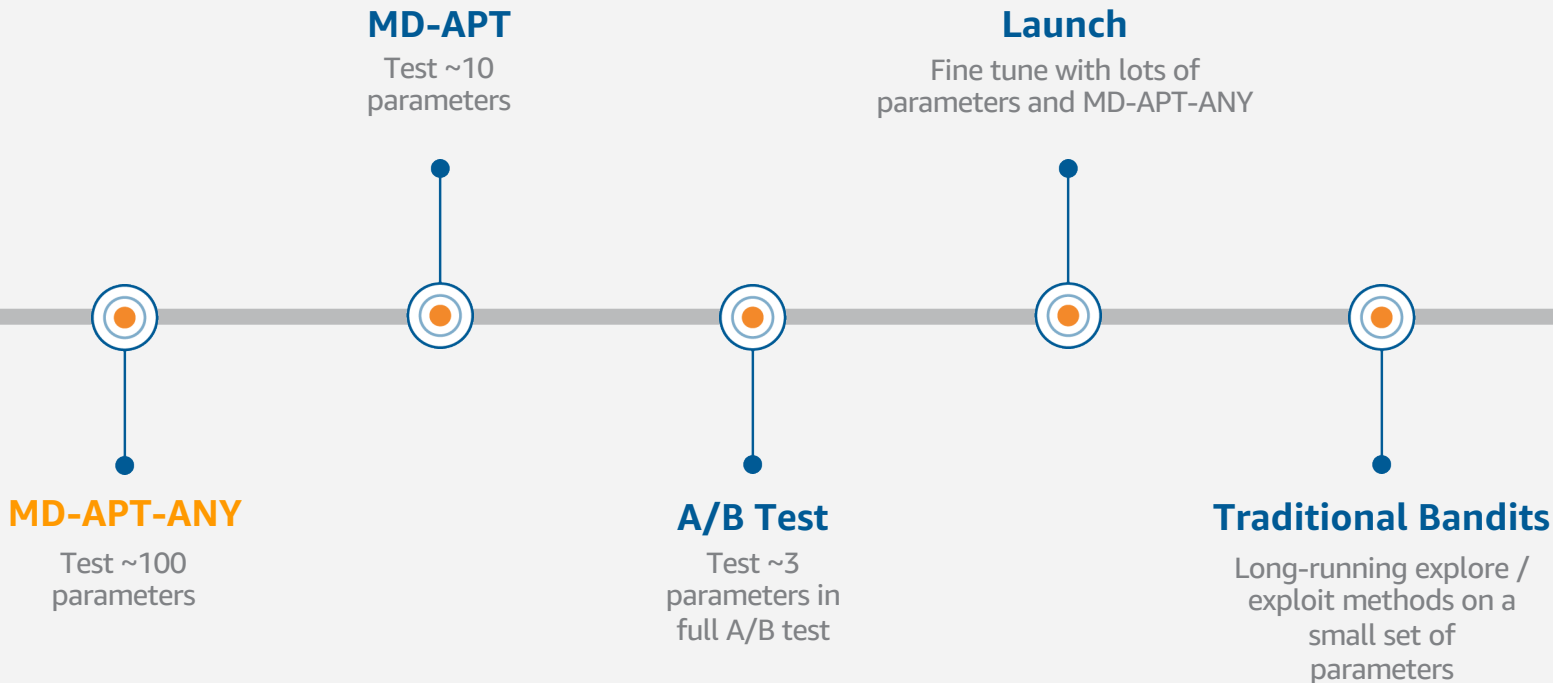 MD-APT
Test ~10
parameters
Launch
Fine tune with lots of
parameters and MD-APT-ANY
MD-APT-ANY
Test ~100
parameters
A/B Test
Test ~3
parameters in
full A/B test
Traditional Bandits
Long-running explore /
exploit methods on a
small set of
parameters